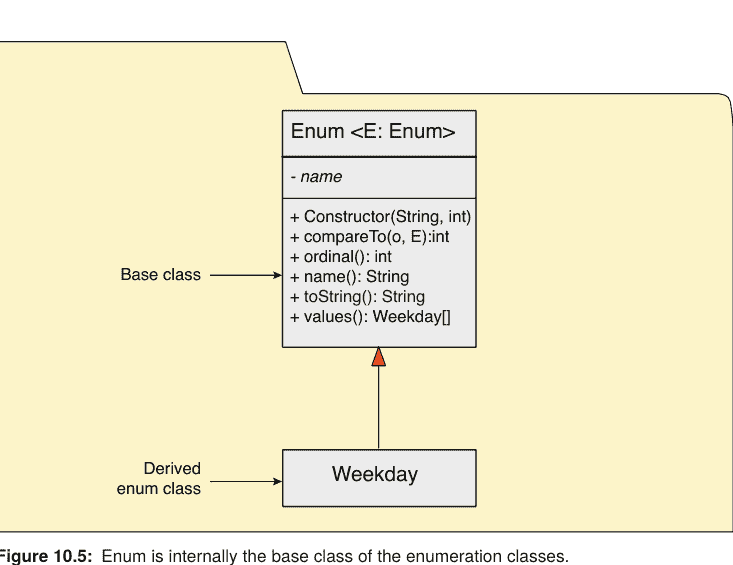 Enum <E: Enum>
- name
+ Constructor(String, int)
+ compareTo(o, E):int
+ ordinal(): int
+ name(): String
+ toString(): String
+ values(): Weekday[]
Base class
Weekday
Derived
enum class
Figure 10.5: Enum is internally the base class of the enumeration classes.